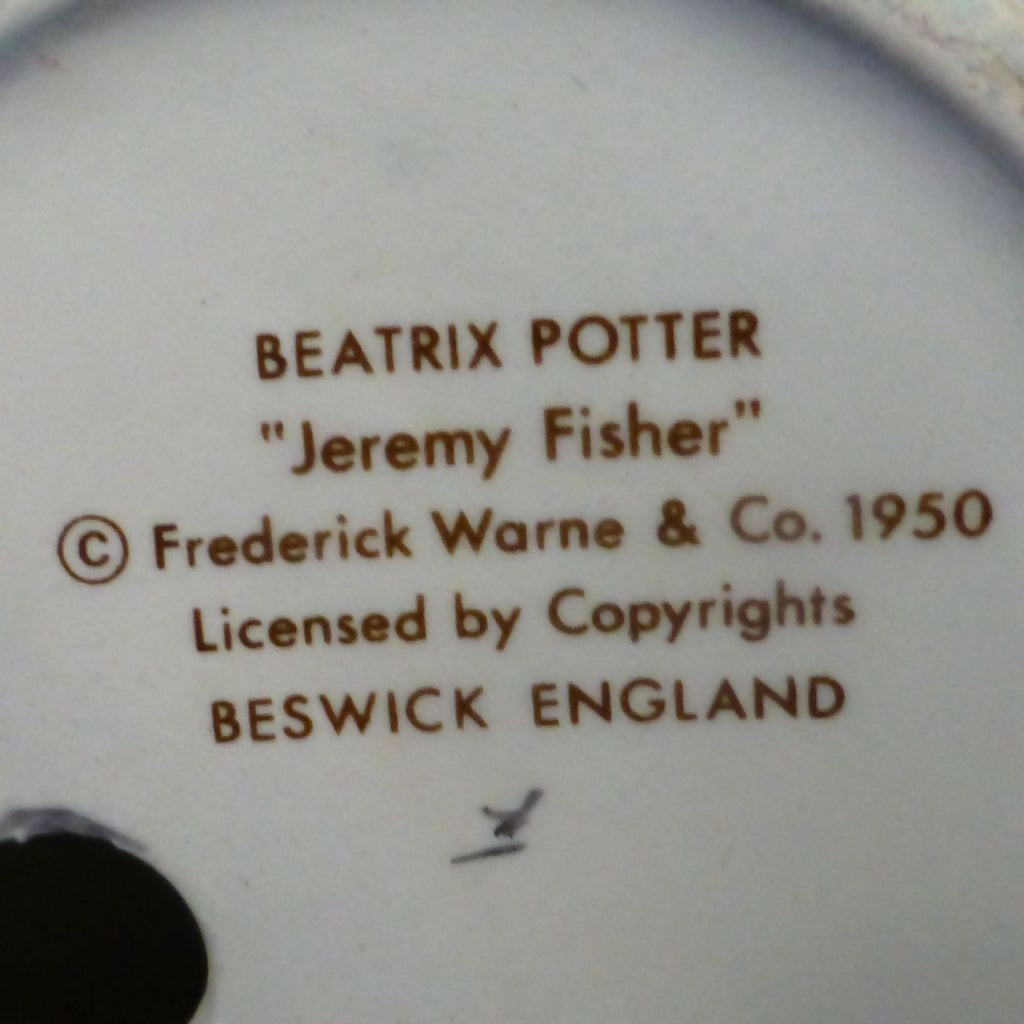 BEATRIX POTTER
"Jeremy Fisher"
© Frederick Warne & Co. 1950
Licensed by Copyrights
BESWICK ENGLAND